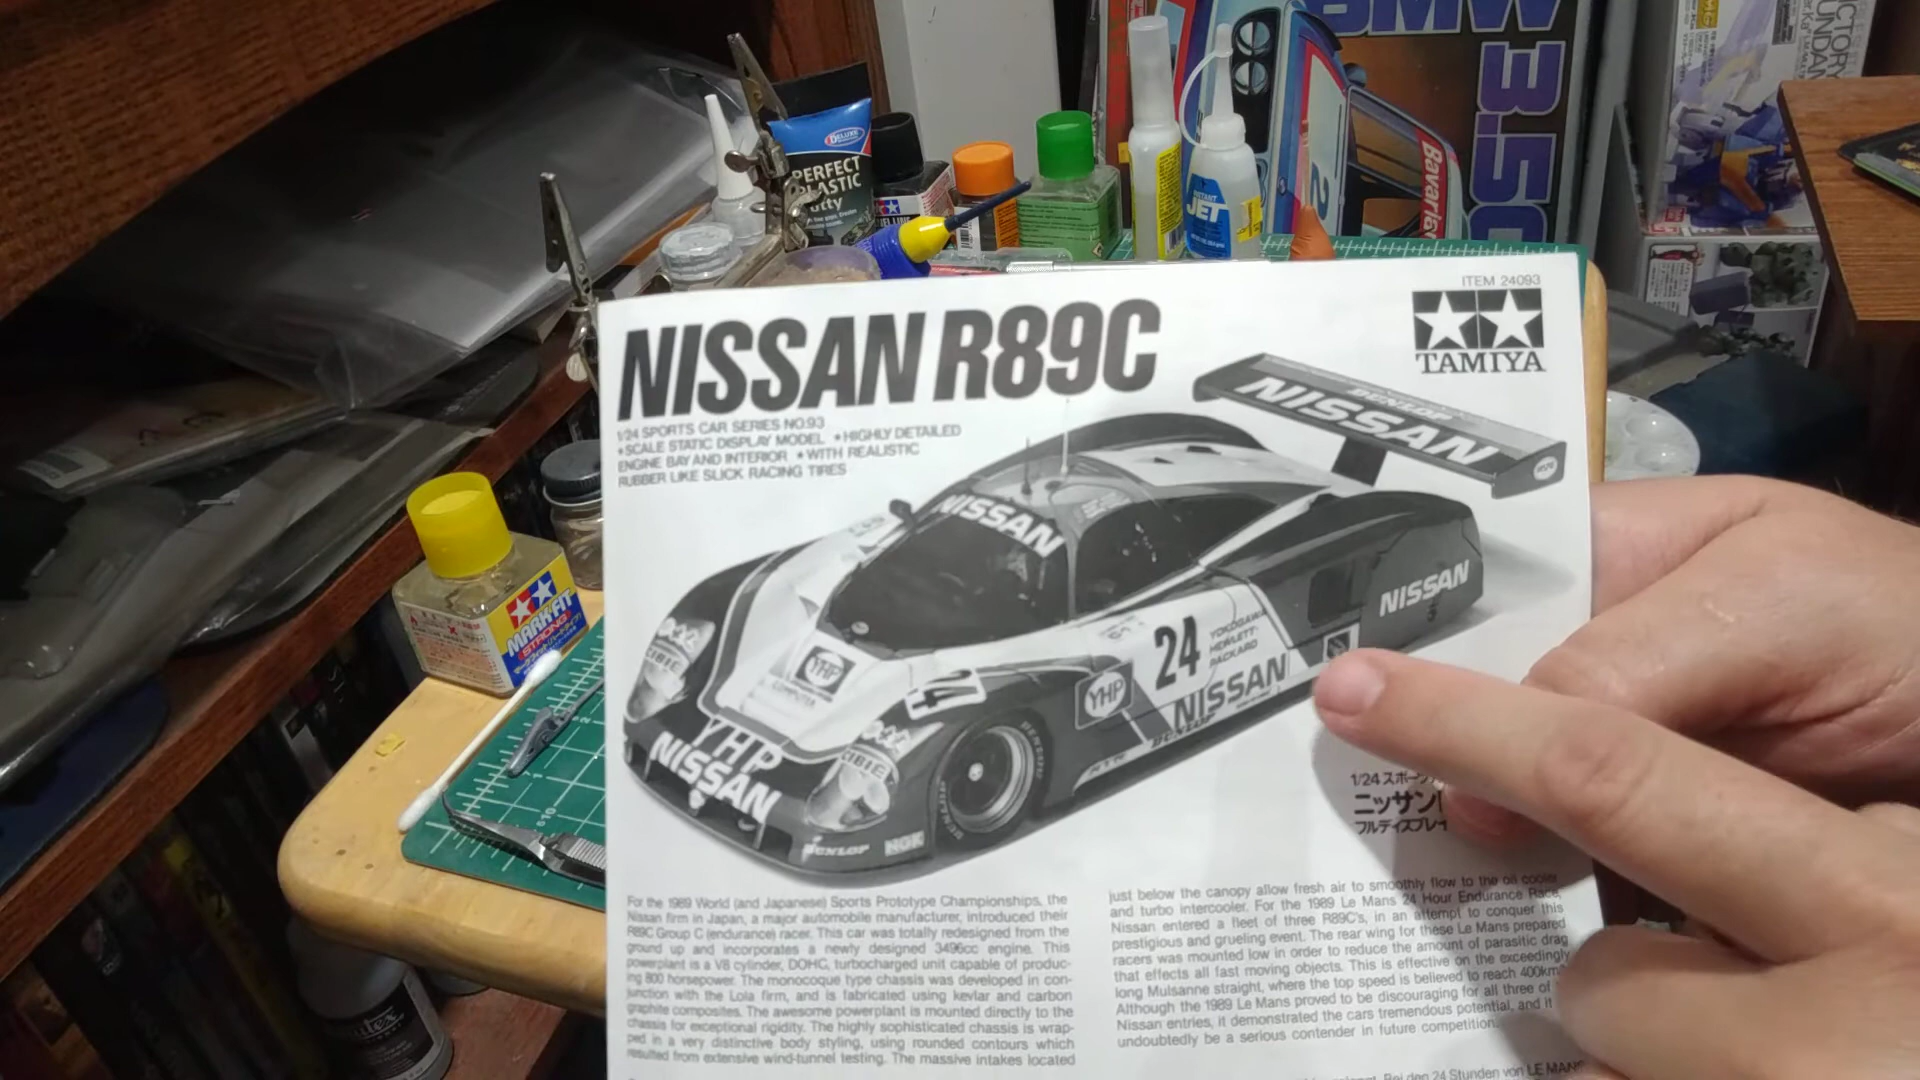 ITEM 24093
NISSAN R89C
TAMIYA
1/24 SPORTS CAR SERIES NO.93
★SCALE STATIC DISPLAY MODEL ★HIGHLY DETAILED
ENGINE BAY AND INTERIOR ★WITH REALISTIC
RUBBER LIKE SLICK RACING TIRES
DUNLOP
NISSAN
NISSAN
NISSAN
24
YOKOGAWA
HEWLETT
PACKARD
YHP
NISSAN
DUNLOP
YHP
COMPUTER
24
CIBIE
CIBIE
YHP
NISSAN
DUNLOP
NGK
1/24 スポーツ
ニッサン
フルディスプレイ
For the 1989 World (and Japanese) Sports Prototype Championships, the
Nissan firm in Japan, a major automobile manufacturer, introduced their
R89C Group C (endurance) racer. This car was totally redesigned from the
ground up and incorporates a newly designed 3496cc engine. This
powerplant is a V8 cylinder, DOHC, turbocharged unit capable of produc-
ing 800 horsepower. The monocoque type chassis was developed in con-
junction with the Lola firm, and is fabricated using kevlar and carbon
graphite composites. The awesome powerplant is mounted directly to the
chassis for exceptional rigidity. The highly sophisticated chassis is wrap-
ped in a very distinctive body styling, using rounded contours which
resulted from extensive wind-tunnel testing. The massive intakes located
just below the canopy allow fresh air to smoothly flow to the oil cooler
and turbo intercooler. For the 1989 Le Mans 24 Hour Endurance Race,
Nissan entered a fleet of three R89C's, in an attempt to conquer this
prestigious and grueling event. The rear wing for these Le Mans prepared
racers was mounted low in order to reduce the amount of parasitic drag
that effects all fast moving objects. This is effective on the exceedingly
long Mulsanne straight, where the top speed is believed to reach 400km/
Although the 1989 Le Mans proved to be discouraging for all three of
Nissan entries, it demonstrated the cars tremendous potential, and it
undoubtedly be a serious contender in future competition.
Bei den 24 Stunden von LE MANS
DELUXE
PERFECT
PLASTIC
Putty
INSTANT
JET
BMW 3.5C
Bavaria
2
VICTORY
GUNDAM
Ver.Ka
MARK FIT
STRONG